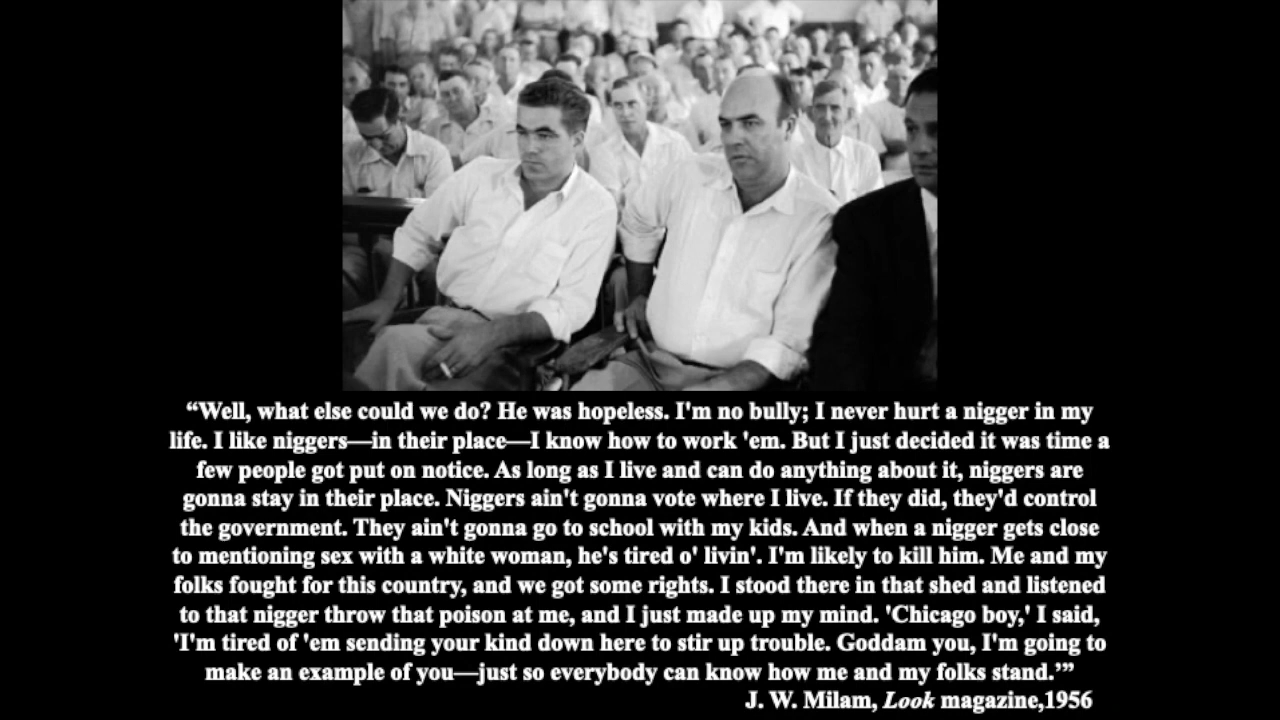 “Well, what else could we do? He was hopeless. I'm no bully; I never hurt a nigger in my
life. I like niggers—in their place—I know how to work 'em. But I just decided it was time a
few people got put on notice. As long as I live and can do anything about it, niggers are
gonna stay in their place. Niggers ain't gonna vote where I live. If they did, they'd control
the government. They ain't gonna go to school with my kids. And when a nigger gets close
to mentioning sex with a white woman, he's tired o' livin'. I'm likely to kill him. Me and my
folks fought for this country, and we got some rights. I stood there in that shed and listened
to that nigger throw that poison at me, and I just made up my mind. 'Chicago boy,' I said,
'I'm tired of 'em sending your kind down here to stir up trouble. Goddam you, I'm going to
make an example of you—just so everybody can know how me and my folks stand.’”
J. W. Milam, Look magazine,1956